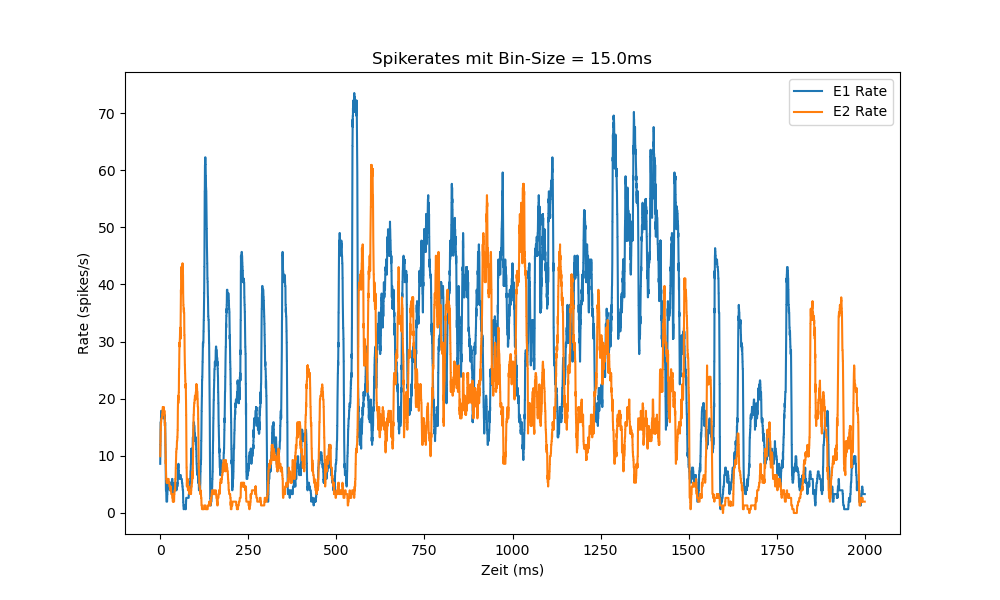 Spikerates mit Bin-Size = 15.0ms
E1 Rate
E2 Rate
Rate (spikes/s)
70
60
50
40
30
20
10
0
0 250 500 750 1000 1250 1500 1750 2000
Zeit (ms)